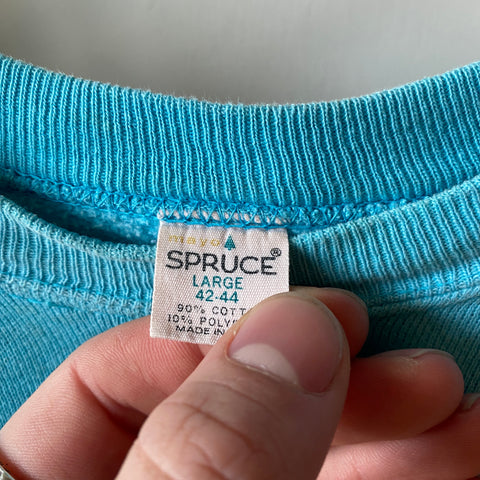 mayo
SPRUCE®
LARGE
42-44
90% COTT
10% POLY
MADE IN